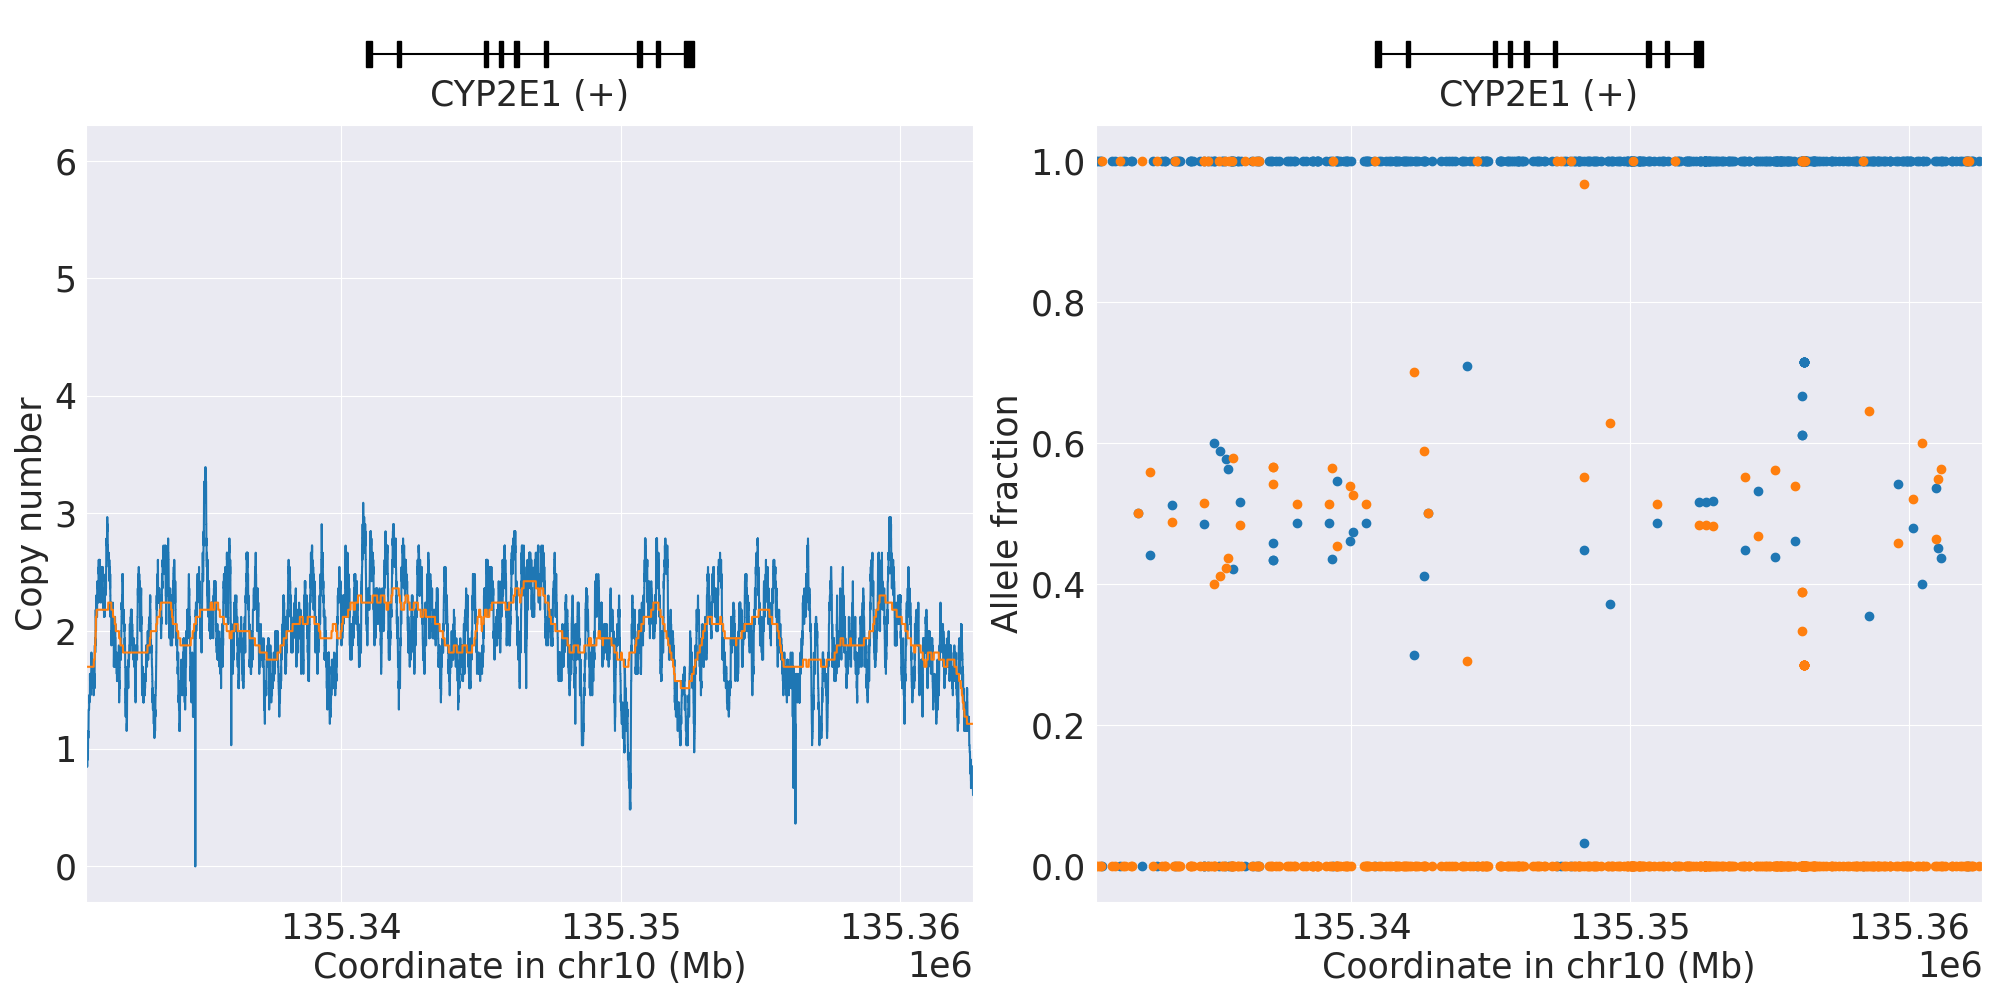 CYP2E1 (+)
6
5
4
3
2
1
0
Copy number
135.34 135.35 135.36
Coordinate in chr10 (Mb)
1e6
CYP2E1 (+)
1.0
0.8
0.6
0.4
0.2
0.0
Allele fraction
135.34 135.35 135.36
Coordinate in chr10 (Mb)
1e6